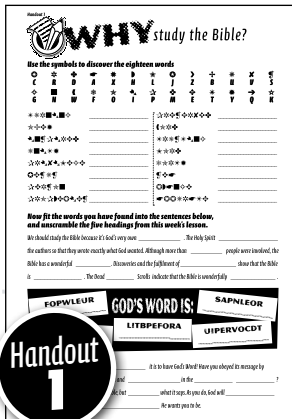 Handout 1
WHY study the Bible?
Use the symbols to discover the eighteen words
C R D A X H L J Z B S V
G N W E O I P M E T Y Q K
Now fit the words you have found into the sentences below,
and unscramble the five headings from this week's lesson.
We should study the Bible because it's God's very own . The Holy Spirit
the authors so that they wrote exactly what God wanted. Although more than people were involved, the
Bible has a wonderful . Discoveries and the fulfilment of show that the Bible
is . The Dead Scrolls indicate that the Bible is wonderfully .
FOPWLEUR
GOD'S WORD IS:
SAPNLEOR
LITBPEFORA
U!PERVOCDT
it is to have God's Word! Have you obeyed its message by
and in the ?
ble, but what it says. As you do, God will
He wants you to be.
Handout
1